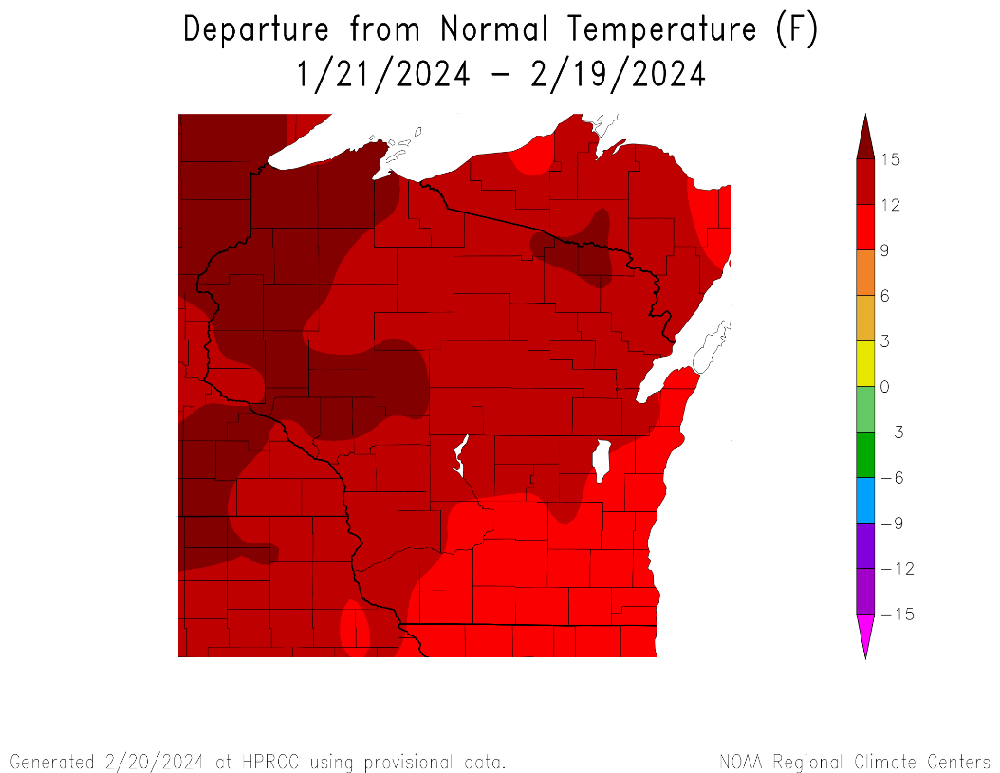 Departure from Normal Temperature (F)
1/21/2024 – 2/19/2024
15
12
9
6
3
0
−3
−6
−9
−12
−15
Generated 2/20/2024 at HPRCC using provisional data.
NOAA Regional Climate Centers